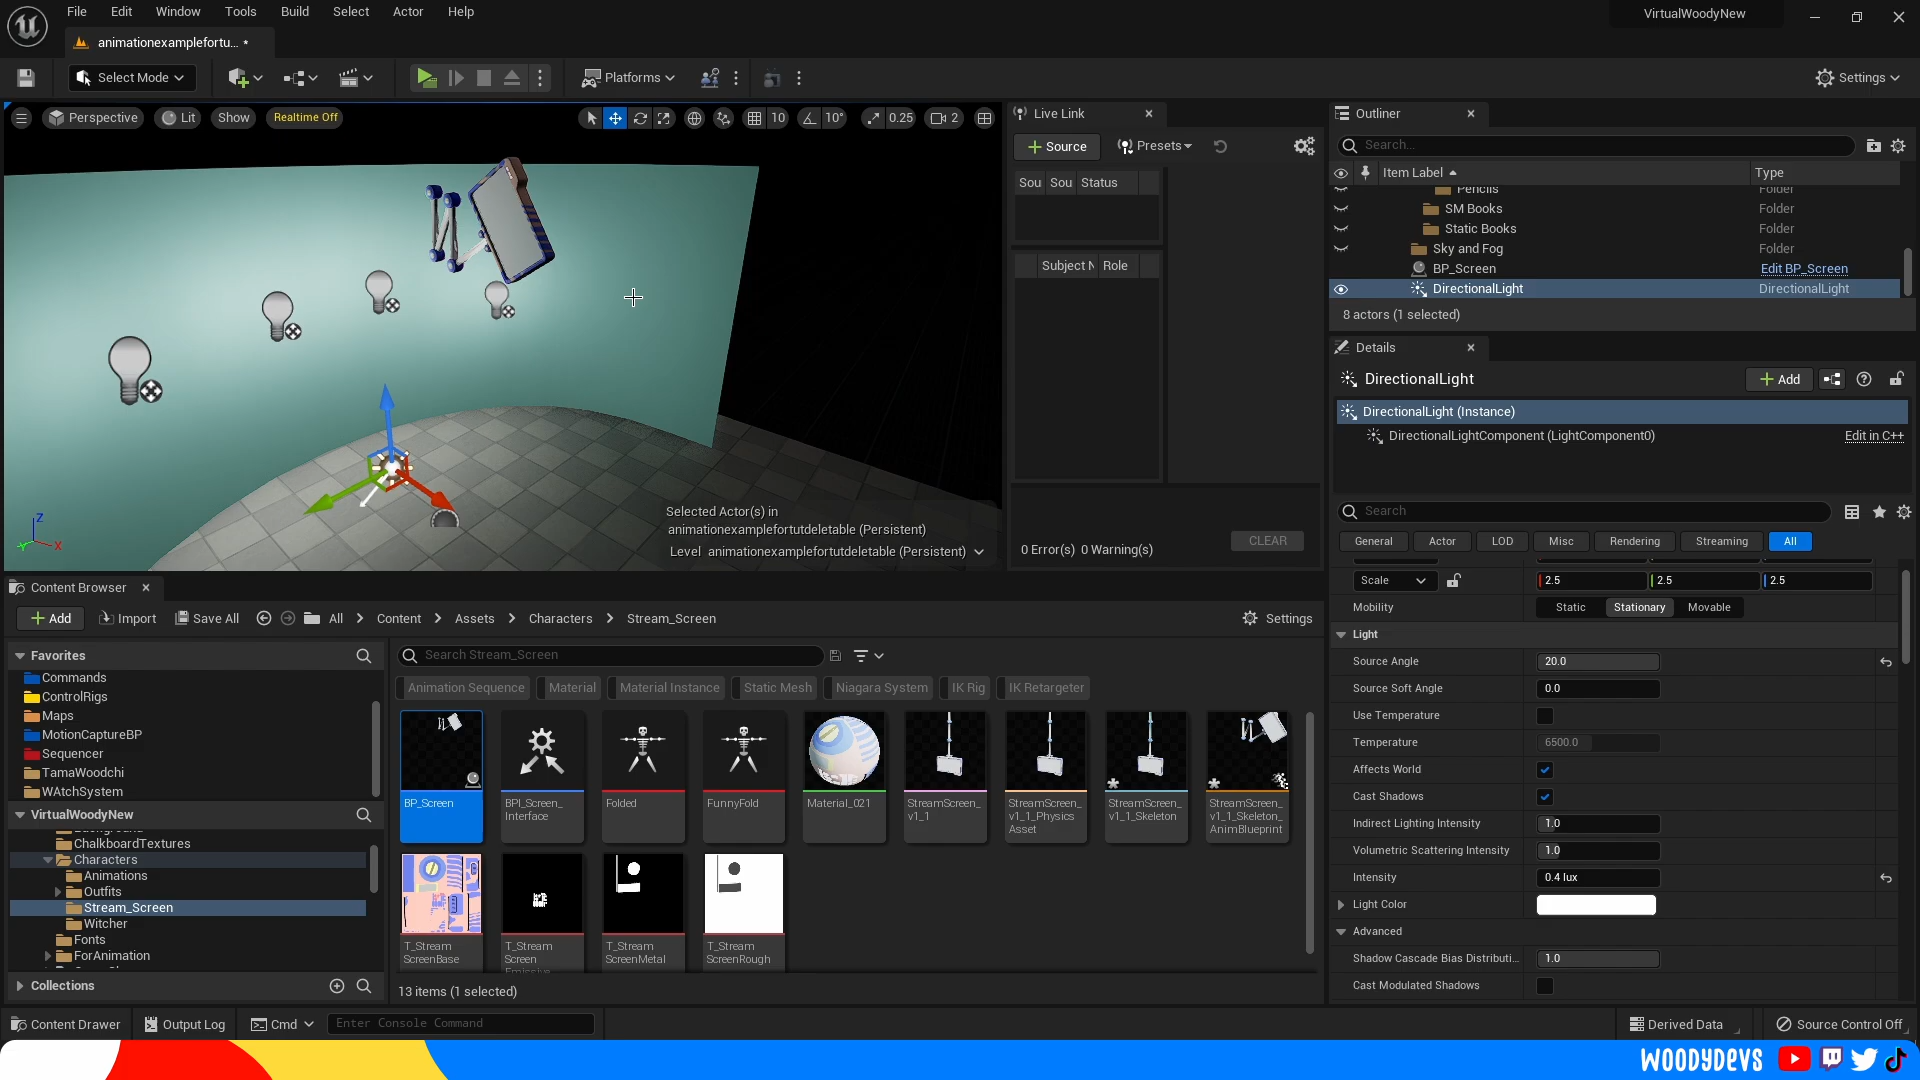 File Edit Window Tools Build Select Actor Help
VirtualWoodyNew
animationexamplefortu... •
Select Mode
Platforms
Settings
Perspective
Lit
Show
Realtime Off
10
10°
0.25
2
Selected Actor(s) in
animationexamplefortutdeletable (Persistent)
Level animationexamplefortutdeletable (Persistent)
Live Link
Source
Presets
Sou Sou Status
Subject N Role
0 Error(s) 0 Warning(s)
CLEAR
Outliner
Search...
Item Label Type
Pencils Folder
SM Books Folder
Static Books Folder
Sky and Fog Folder
BP_Screen Edit BP_Screen
DirectionalLight DirectionalLight
8 actors (1 selected)
Details
DirectionalLight
Add
DirectionalLight (Instance)
DirectionalLightComponent (LightComponent0) Edit in C++
Search
General Actor LOD Misc Rendering Streaming All
Scale 2.5 2.5 2.5
Mobility Static Stationary Movable
Light
Source Angle 20.0
Source Soft Angle 0.0
Use Temperature
Temperature 6500.0
Affects World
Cast Shadows
Indirect Lighting Intensity 1.0
Volumetric Scattering Intensity 1.0
Intensity 0.4 lux
Light Color
Advanced
Shadow Cascade Bias Distributi... 1.0
Cast Modulated Shadows
Content Browser
Add
Import
Save All
All Content Assets Characters Stream_Screen
Settings
Favorites
Commands
ControlRigs
Maps
MotionCaptureBP
Sequencer
TamaWoodchi
WAtchSystem
VirtualWoodyNew
ChalkboardTextures
Characters
Animations
Outfits
Stream_Screen
Witcher
Fonts
ForAnimation
Collections
Search Stream_Screen
Animation Sequence Material Material Instance Static Mesh Niagara System IK Rig IK Retargeter
BP_Screen
BPI_Screen_
Interface
Folded
FunnyFold
Material_021
StreamScreen_
v1_1
StreamScreen_
v1_1_Physics
Asset
StreamScreen_
v1_1_Skeleton
StreamScreen_
v1_1_Skeleton_
AnimBlueprint
T_Stream
ScreenBase
T_Stream
Screen
Emissive
T_Stream
ScreenMetal
T_Stream
ScreenRough
13 items (1 selected)
Content Drawer
Output Log
Cmd
Enter Console Command
Derived Data
Source Control Off
WOODYDEVS